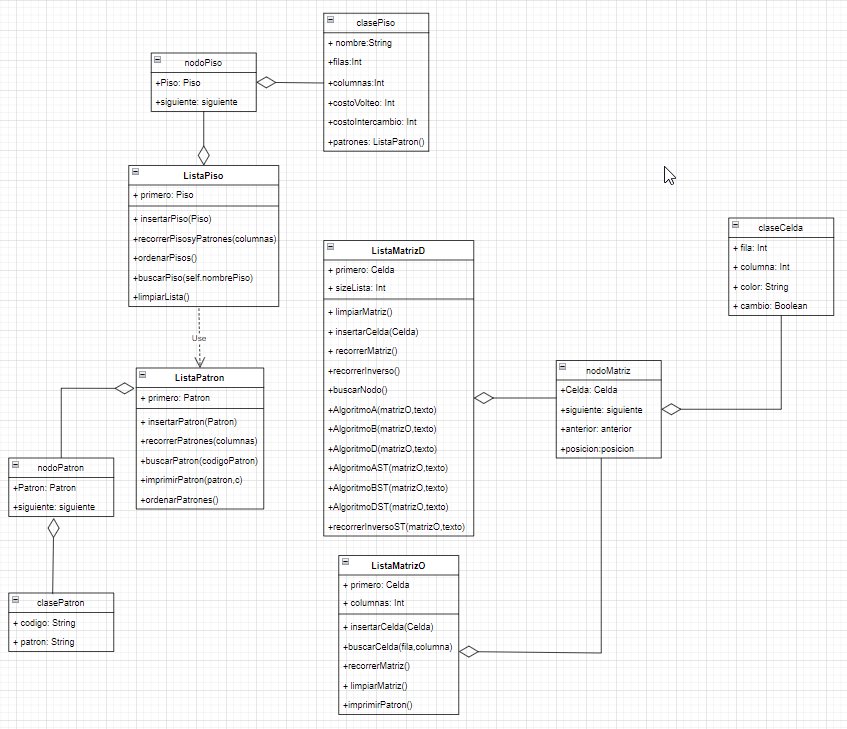 clasePiso
+ nombre:String
+filas:Int
+columnas:Int
+costoVolteo: Int
+costoIntercambio: Int
+patrones: ListaPatron()
nodoPiso
+Piso: Piso
+siguiente: siguiente
ListaPiso
+ primero: Piso
+ insertarPiso(Piso)
+recorrerPisosyPatrones(columnas)
+ordenarPisos()
+buscarPiso(self.nombrePiso)
+limpiarLista()
Use
ListaPatron
+ primero: Patron
+ insertarPatron(Patron)
+recorrerPatrones(columnas)
+buscarPatron(codigoPatron)
+imprimirPatron(patron,c)
+ordenarPatrones()
nodoPatron
+Patron: Patron
+siguiente: siguiente
clasePatron
+ codigo: String
+ patron: String
ListaMatrizD
+ primero: Celda
+ sizeLista: Int
+ limpiarMatriz()
+ insertarCelda(Celda)
+ recorrerMatriz()
+recorrerInverso()
+buscarNodo()
+AlgoritmoA(matrizO,texto)
+AlgoritmoB(matrizO,texto)
+AlgoritmoD(matrizO,texto)
+AlgoritmoAST(matrizO,texto)
+AlgoritmoBST(matrizO,texto)
+AlgoritmoDST(matrizO,texto)
+recorrerInversoST(matrizO,texto)
ListaMatrizO
+ primero: Celda
+ columnas: Int
+ insertarCelda(Celda)
+buscarCelda(fila,columna)
+recorrerMatriz()
+ limpiarMatriz()
+imprimirPatron()
nodoMatriz
+Celda: Celda
+siguiente: siguiente
+anterior: anterior
+posicion:posicion
claseCelda
+ fila: Int
+ columna: Int
+ color: String
+ cambio: Boolean